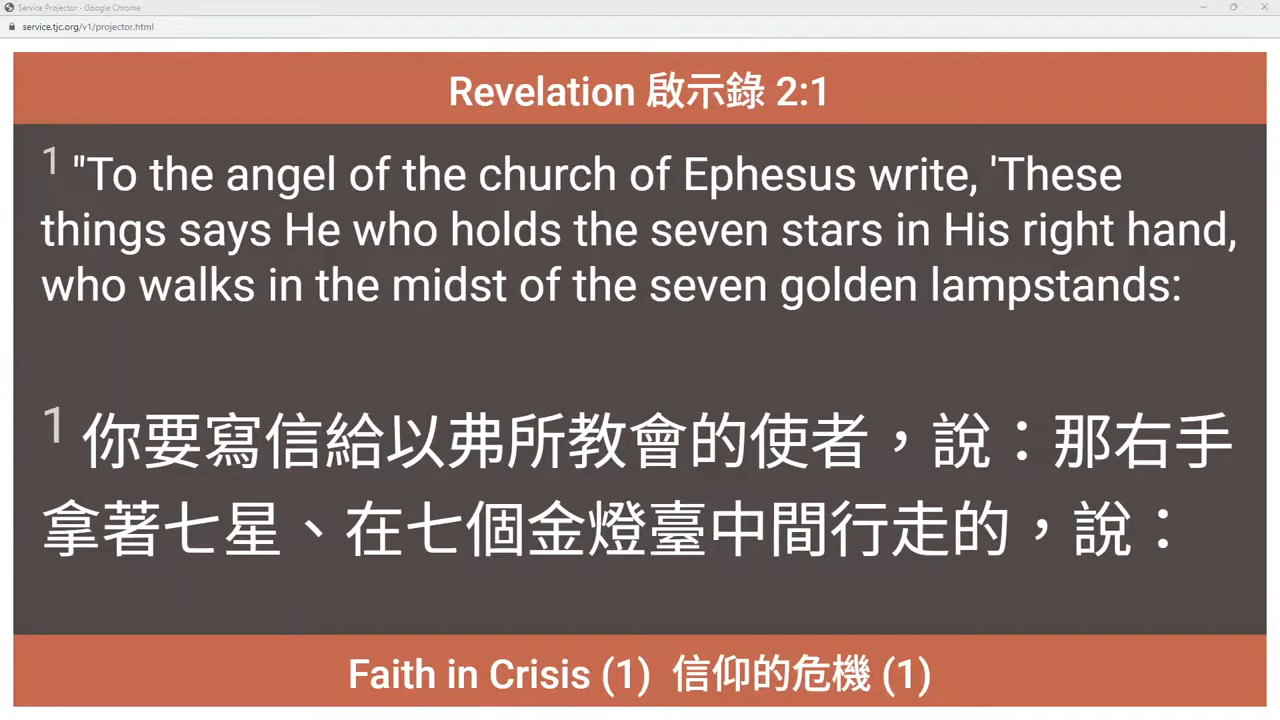 Service Projector - Google Chrome
service.tjc.org/v1/projector.html
Revelation 啟示錄 2:1
1 "To the angel of the church of Ephesus write, 'These
things says He who holds the seven stars in His right hand,
who walks in the midst of the seven golden lampstands:
1 你要寫信給以弗所教會的使者，說：那右手
拿著七星、在七個金燈臺中間行走的，說：
Faith in Crisis (1) 信仰的危機 (1)